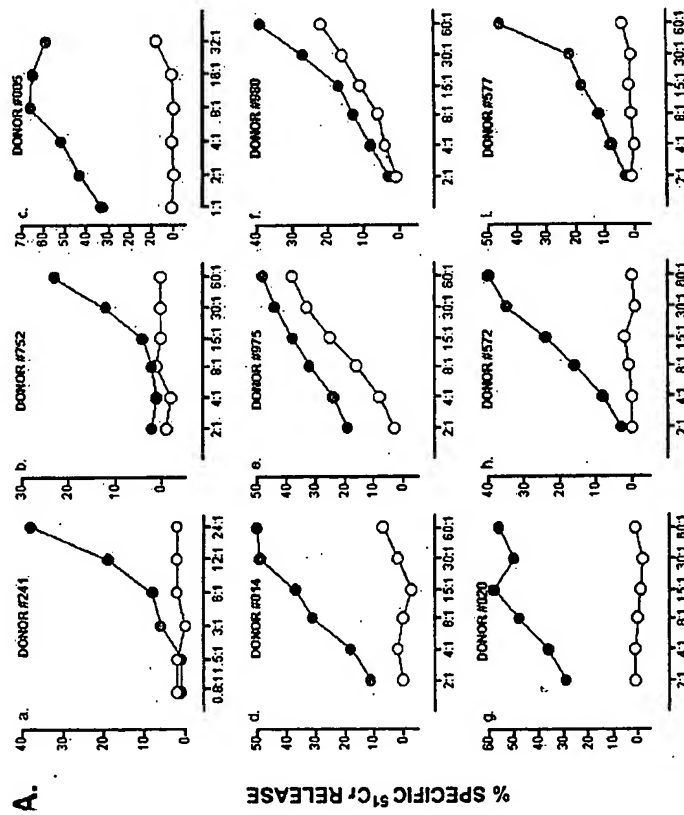 A.
% SPECIFIC ⁵¹Cr RELEASE
a. DONOR #241
40
30
20
10
0
0.8:1 1.5:1 3:1 6:1 12:1 24:1
b. DONOR #752
30
20
10
0
2:1 4:1 8:1 15:1 30:1 60:1
c. DONOR #005
70
60
50
40
30
20
10
0
1:1 2:1 4:1 8:1 16:1 32:1
d. DONOR #014
50
40
30
20
10
0
2:1 4:1 8:1 15:1 30:1 60:1
e. DONOR #975
50
40
30
20
10
0
2:1 4:1 8:1 15:1 30:1 60:1
f. DONOR #980
40
30
20
10
0
2:1 4:1 8:1 15:1 30:1 60:1
g. DONOR #020
60
50
40
30
20
10
0
2:1 4:1 8:1 15:1 30:1 60:1
h. DONOR #572
40
30
20
10
0
2:1 4:1 8:1 15:1 30:1 60:1
i. DONOR #577
50
40
30
20
10
0
2:1 4:1 8:1 15:1 30:1 60:1